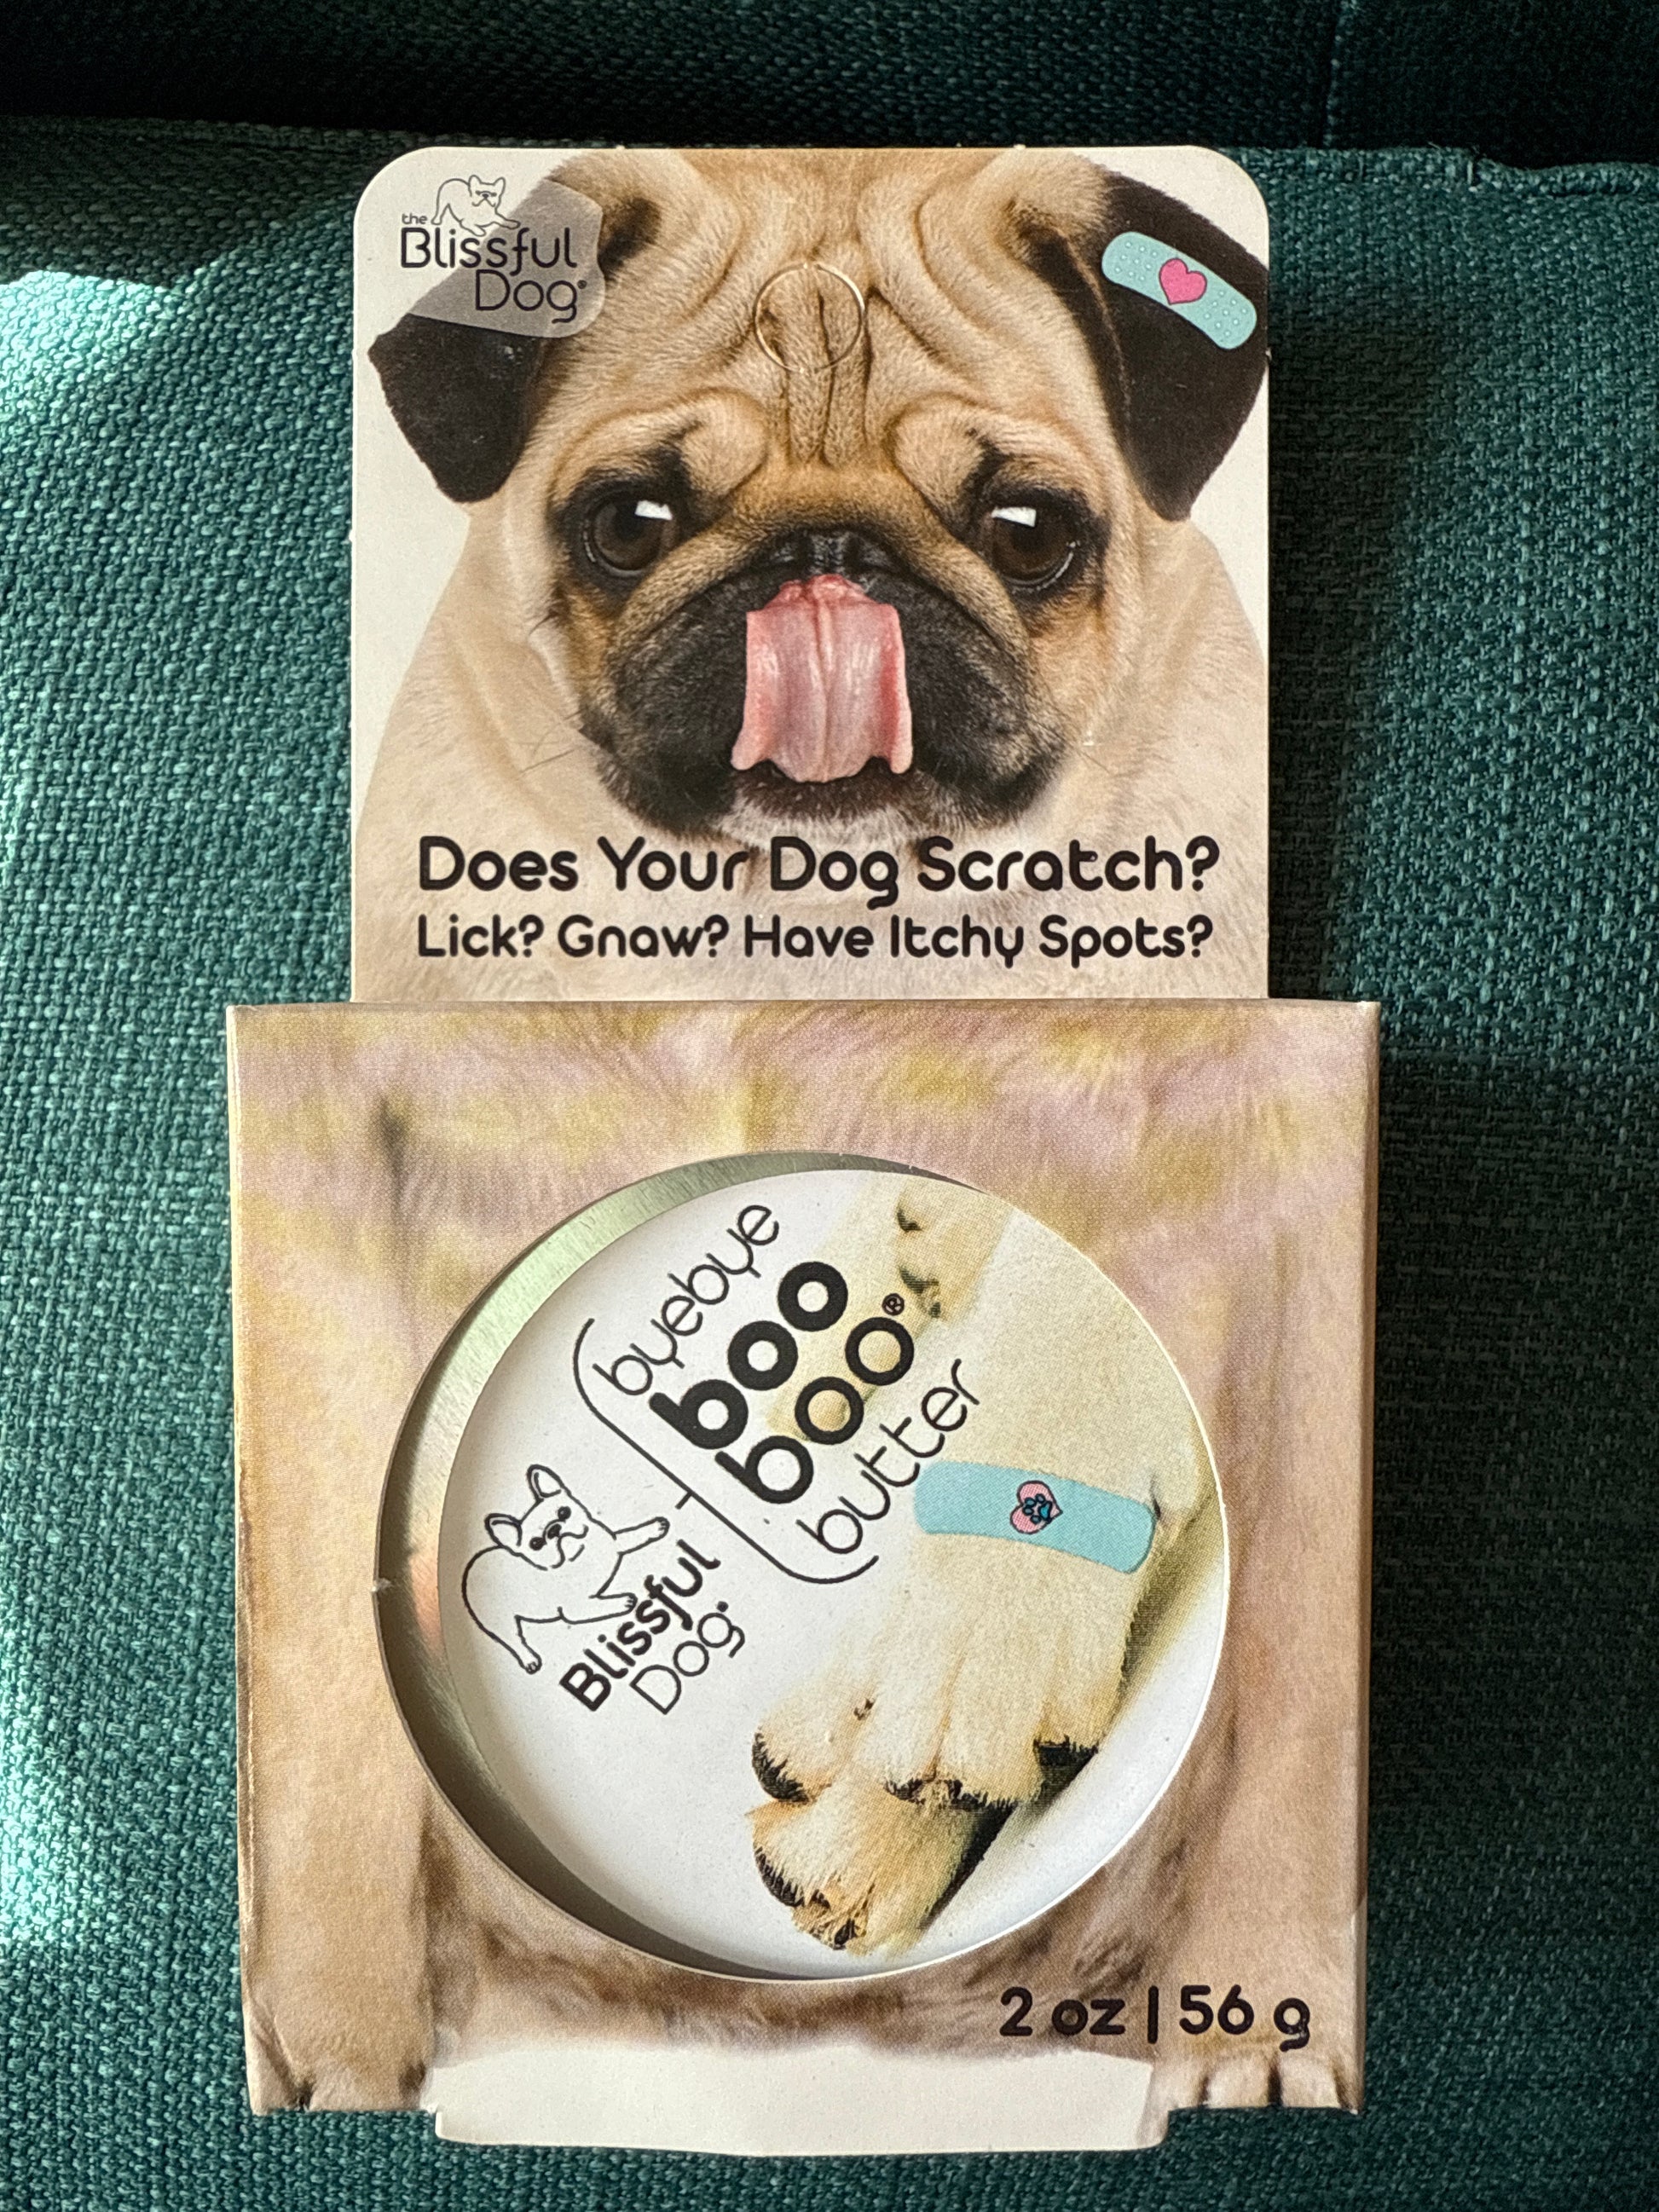 the
Blissful
Dog®
Does Your Dog Scratch?
Lick? Gnaw? Have Itchy Spots?
byebye
boo
boo®
butter
Blissful
Dog®
2 oz | 56 g